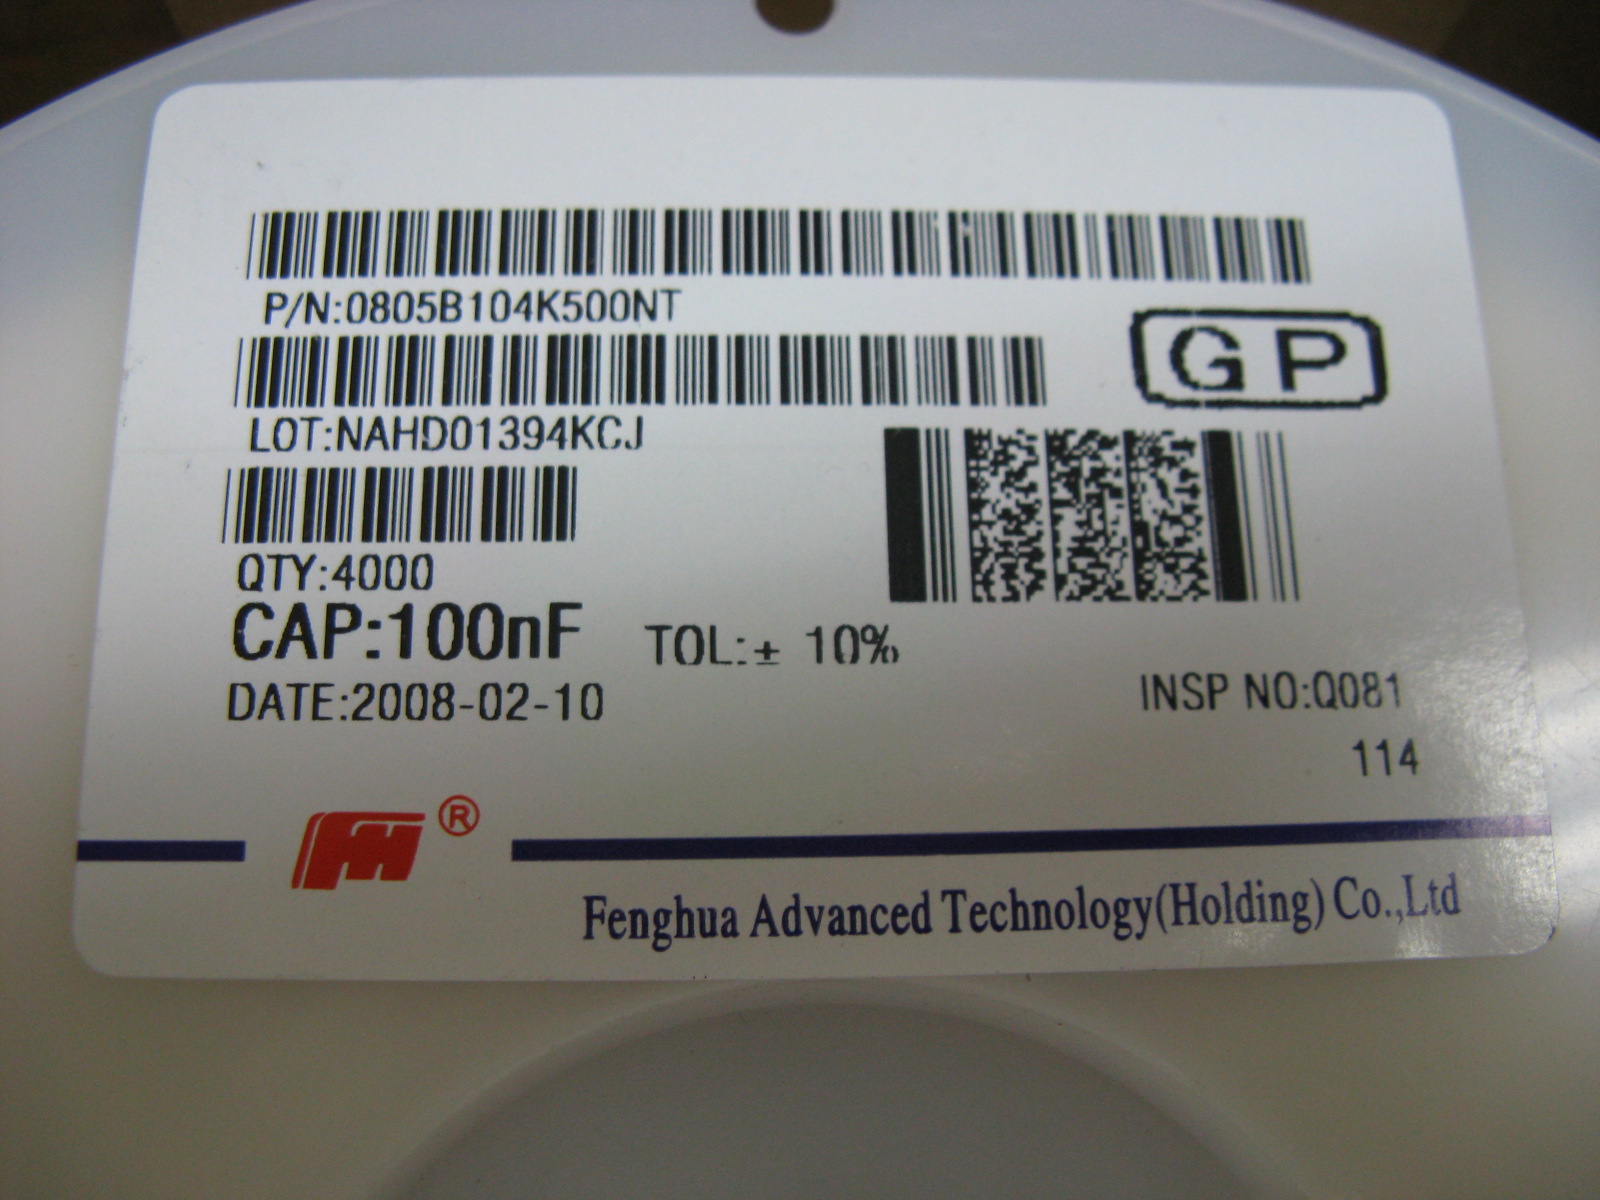 P/N:0805B104K500NT
GP
LOT:NAHD01394KCJ
QTY:4000
CAP:100nF TOL:± 10%
DATE:2008-02-10
INSP NO:Q081
114
®
Fenghua Advanced Technology(Holding) Co.,Ltd